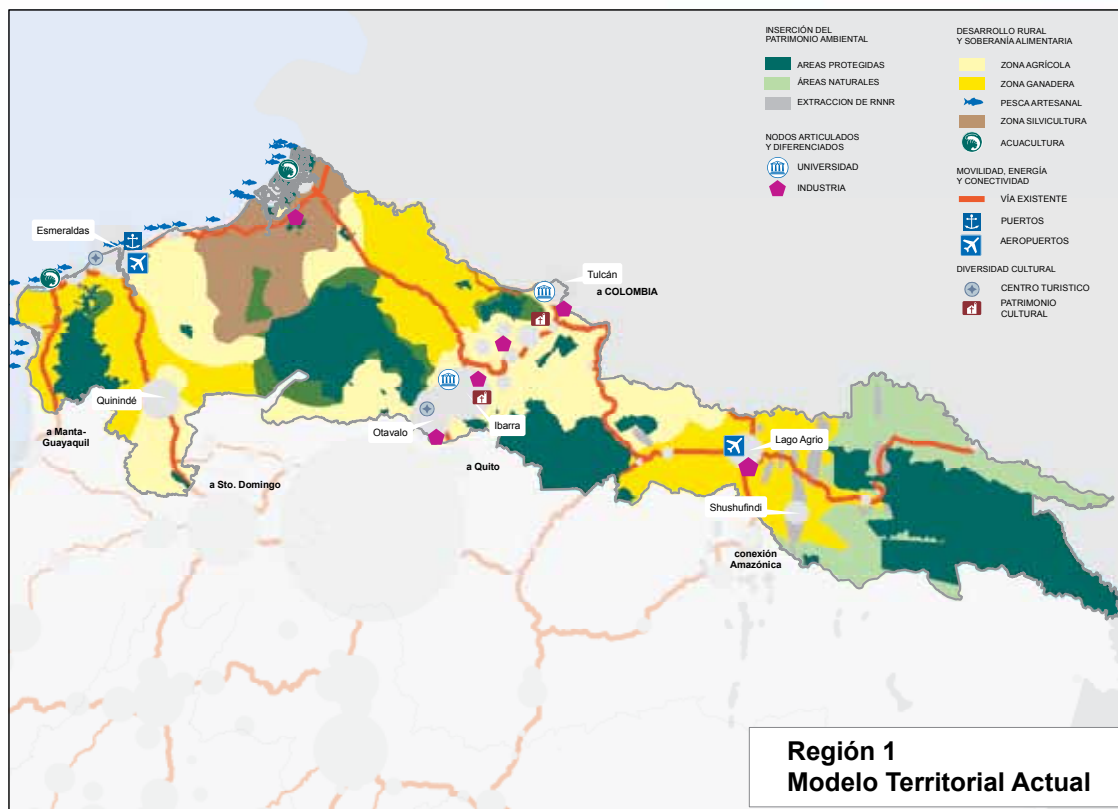 INSERCIÓN DEL
PATRIMONIO AMBIENTAL
AREAS PROTEGIDAS
ÁREAS NATURALES
EXTRACCION DE RNNR
NODOS ARTICULADOS
Y DIFERENCIADOS
UNIVERSIDAD
INDUSTRIA
DESARROLLO RURAL
Y SOBERANÍA ALIMENTARIA
ZONA AGRÍCOLA
ZONA GANADERA
PESCA ARTESANAL
ZONA SILVICULTURA
ACUACULTURA
MOVILIDAD, ENERGÍA
Y CONECTIVIDAD
VÍA EXISTENTE
PUERTOS
AEROPUERTOS
DIVERSIDAD CULTURAL
CENTRO TURISTICO
PATRIMONIO
CULTURAL
Esmeraldas
Tulcán
a COLOMBIA
Quinindé
a Manta-
Guayaquil
Otavalo
Ibarra
a Quito
a Sto. Domingo
Lago Agrio
Shushufindi
conexión
Amazónica
Región 1
Modelo Territorial Actual